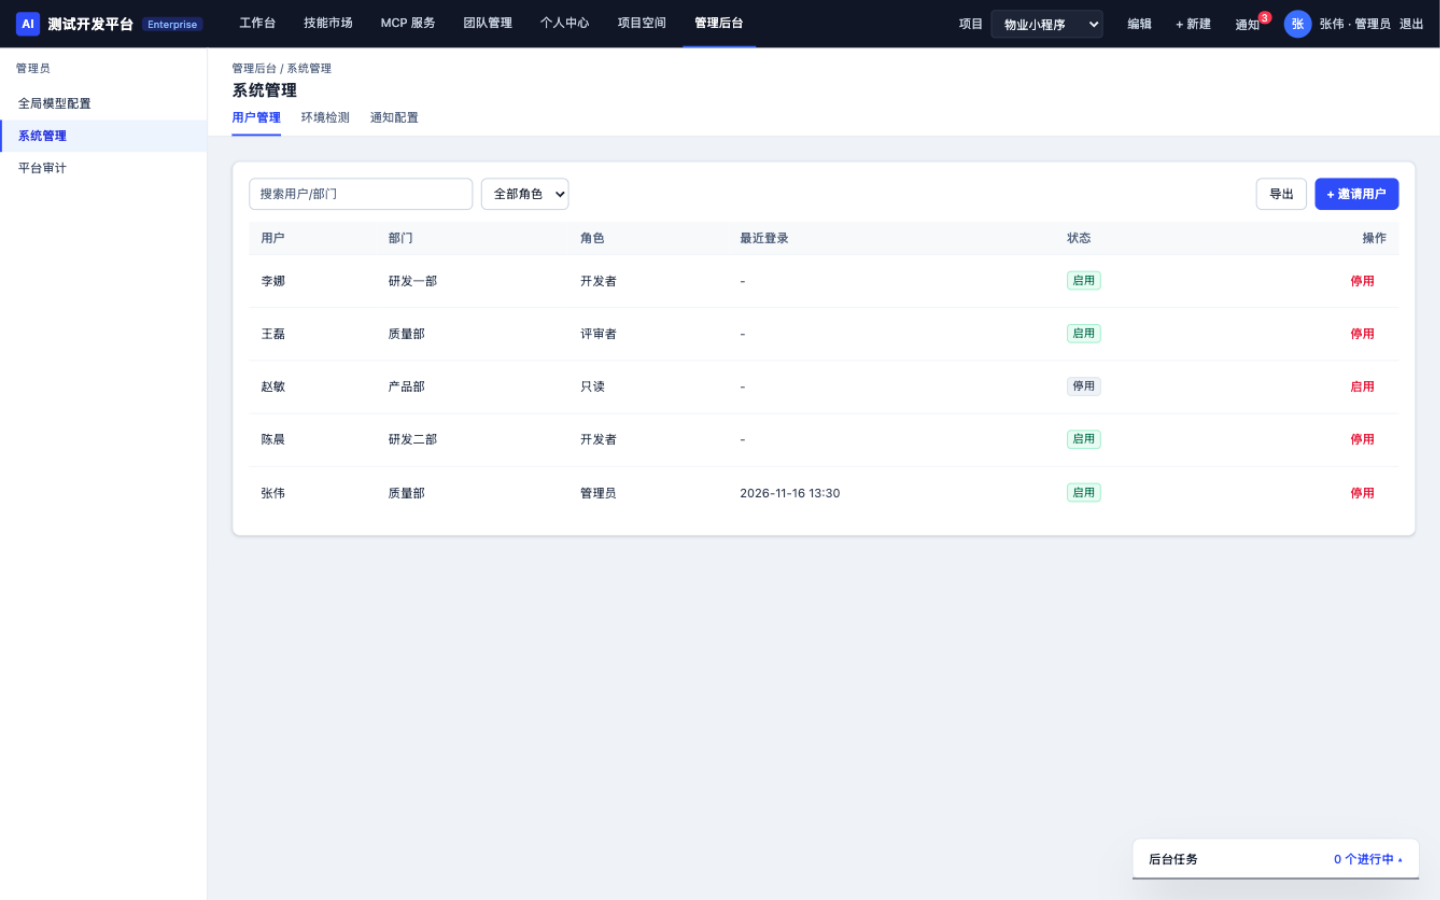 AI 测试开发平台 Enterprise 工作台 技能市场 MCP 服务 团队管理 个人中心 项目空间 管理后台 项目 物业小程序 编辑 + 新建 通知 3 张 张伟 · 管理员 退出
管理员
全局模型配置
系统管理
平台审计
管理后台 / 系统管理
系统管理
用户管理 环境检测 通知配置
搜索用户/部门 全部角色 导出 + 邀请用户
用户 部门 角色 最近登录 状态 操作
李娜 研发一部 开发者 - 启用 停用
王磊 质量部 评审者 - 启用 停用
赵敏 产品部 只读 - 停用 启用
陈晨 研发二部 开发者 - 启用 停用
张伟 质量部 管理员 2026-11-16 13:30 启用 停用
后台任务 0 个进行中